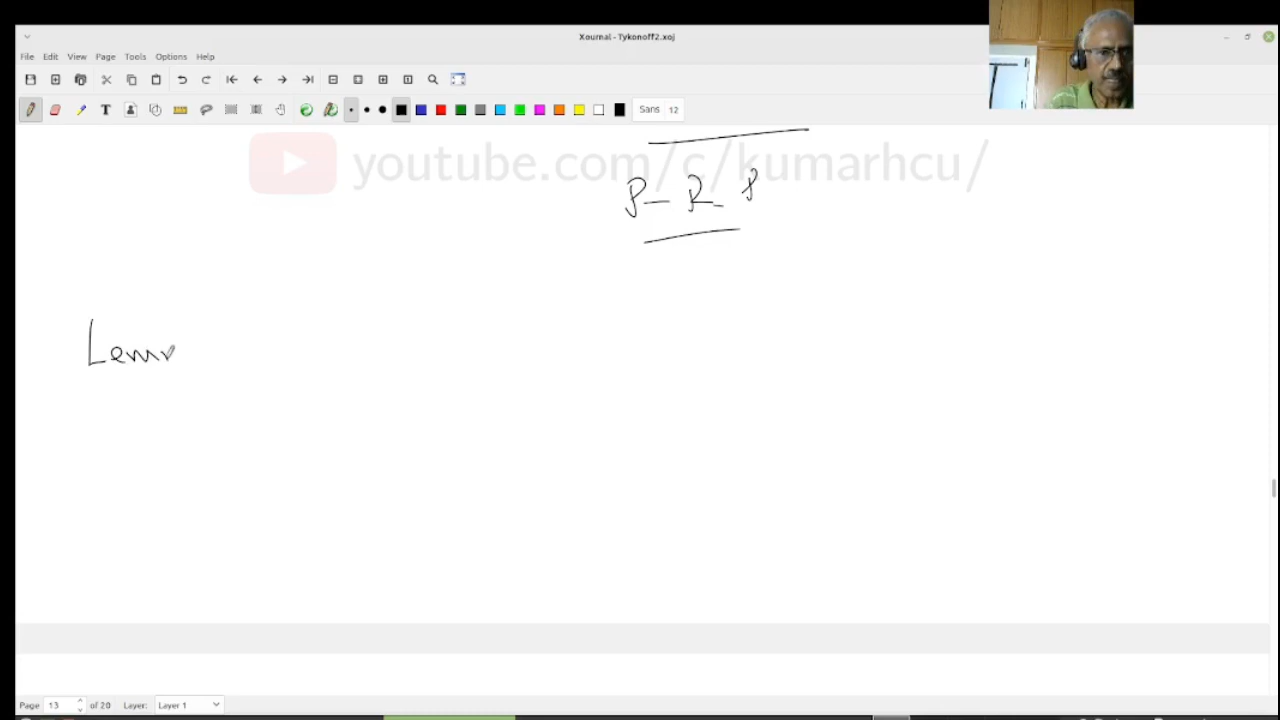 Xournal - Tykonoff2.xoj
File Edit View Page Tools Options Help
Sans 12
youtube.com/c/kumarhcu/
P- R- P
Lemm
Page 13 of 20 Layer: Layer 1